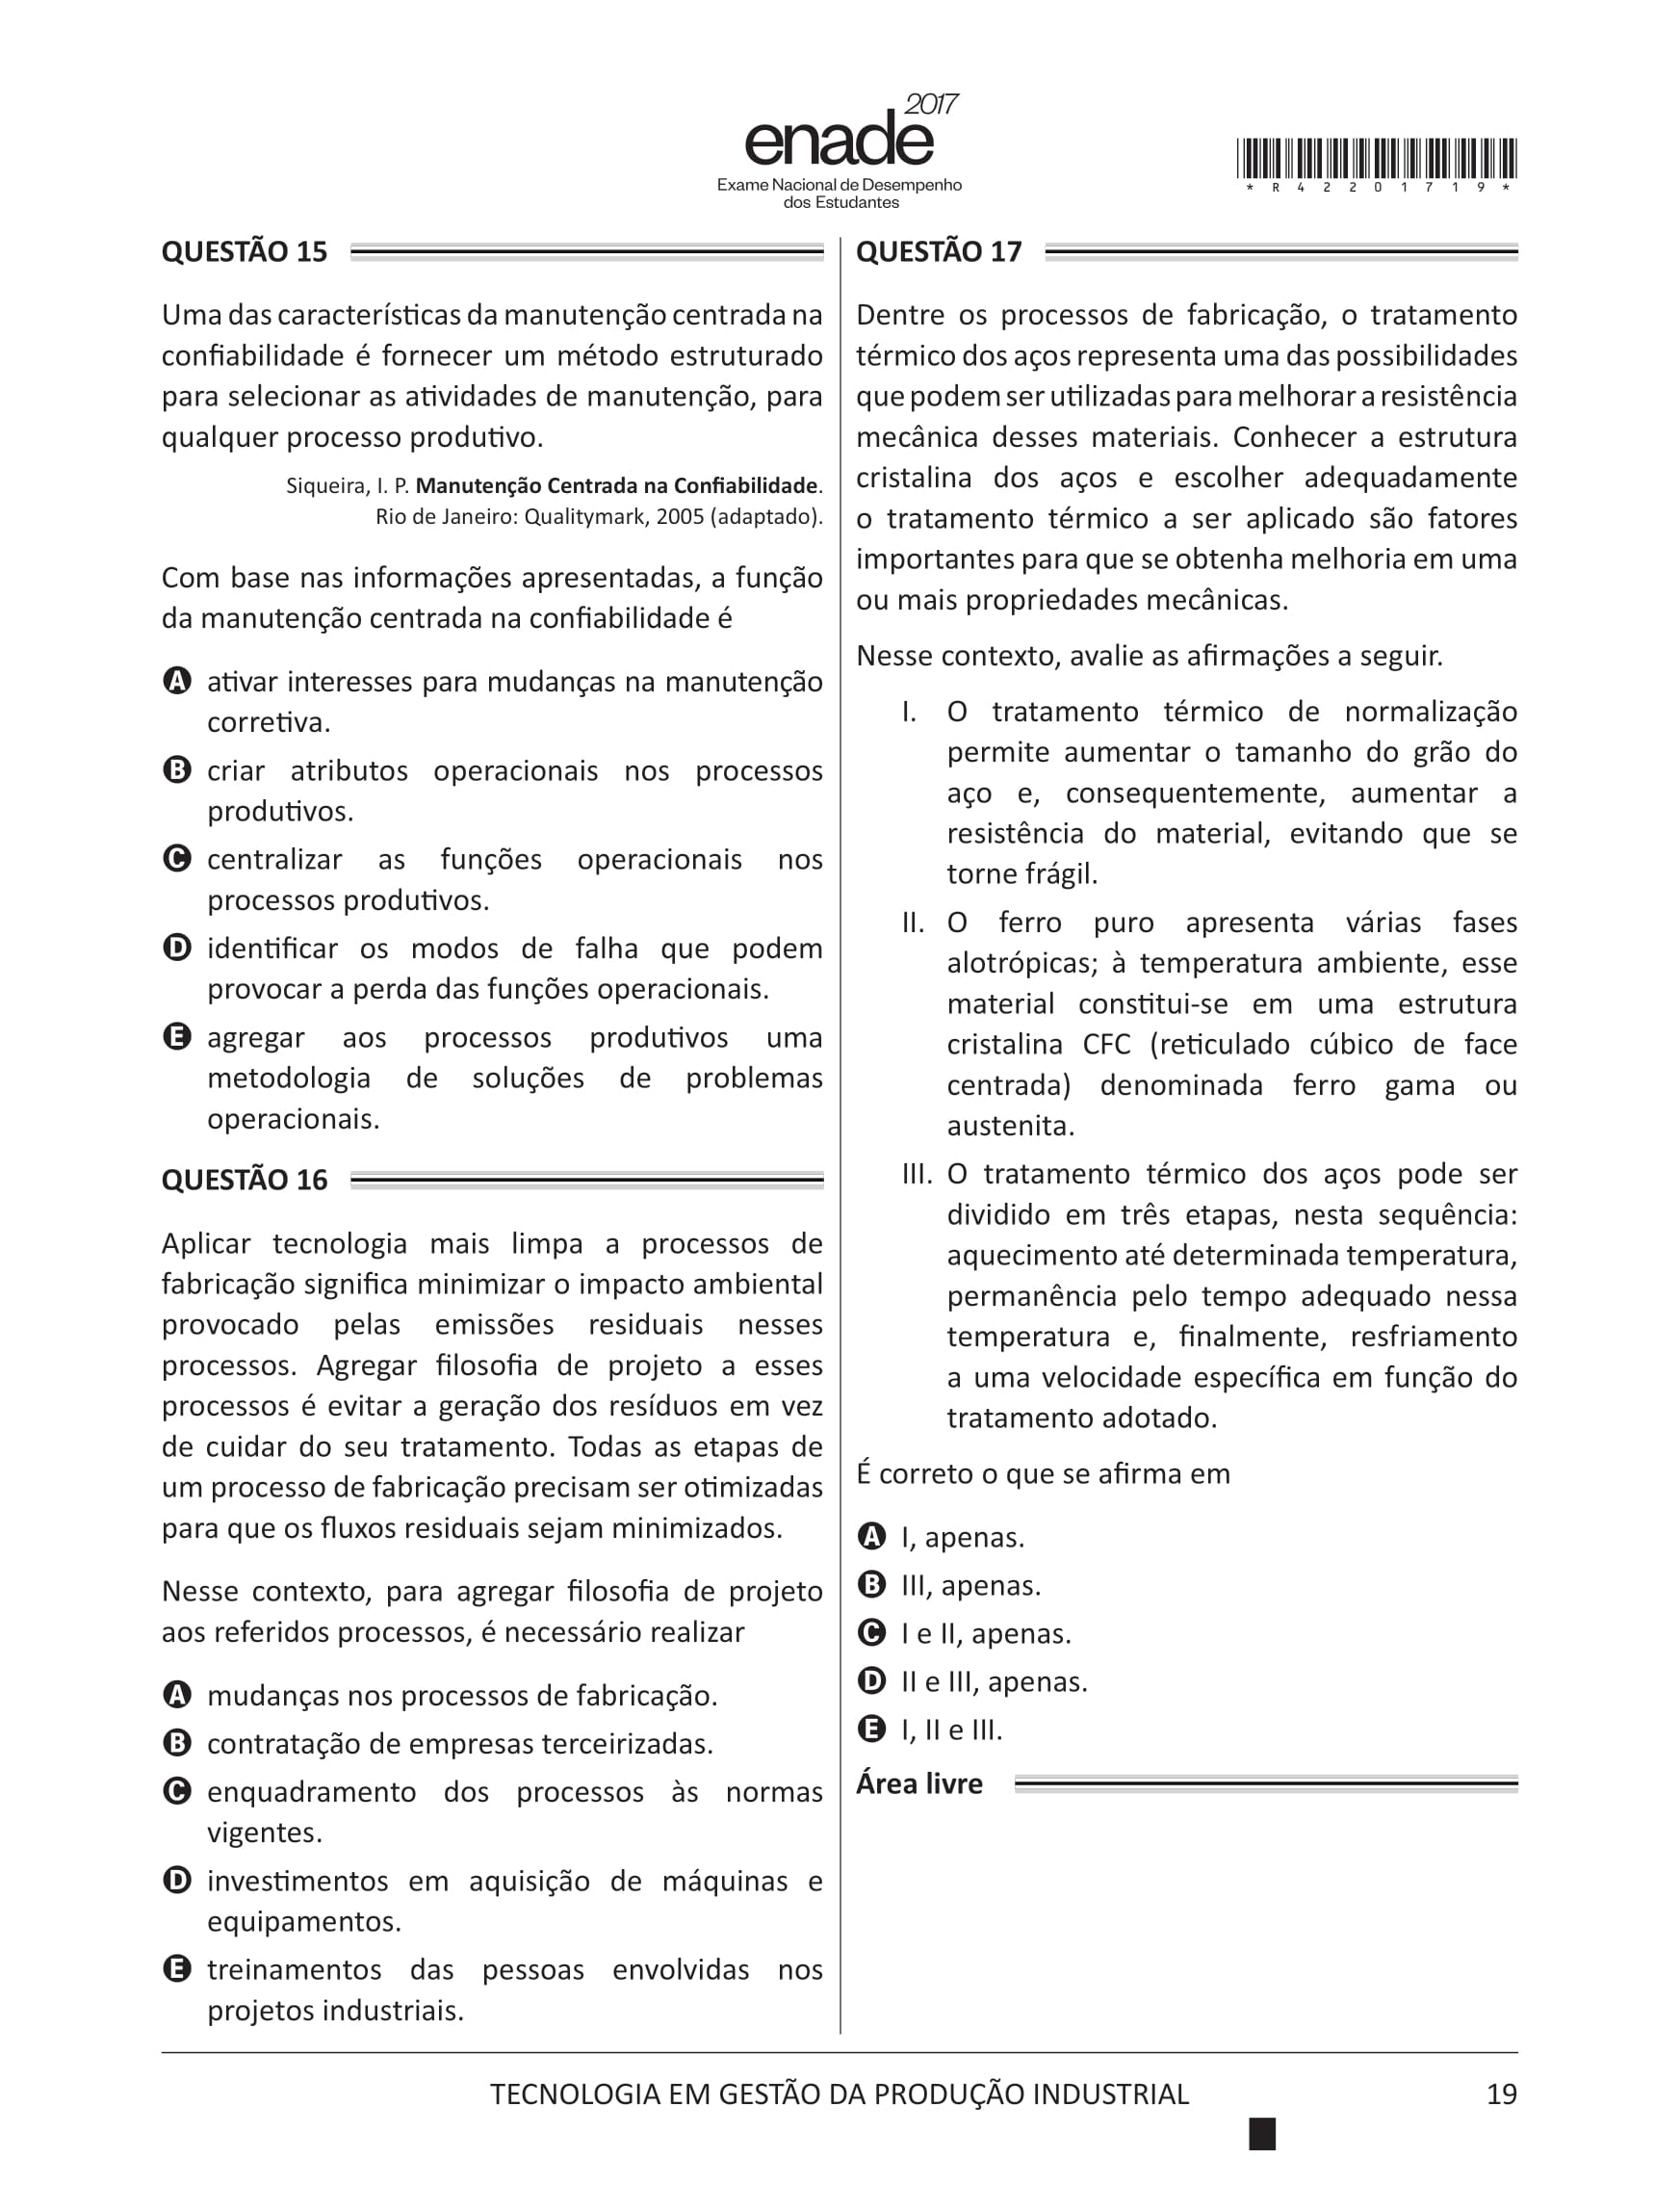 enade 2017
Exame Nacional de Desempenho
dos Estudantes
* R 4 2 2 0 1 7 1 9 *
QUESTÃO 15
Uma das características da manutenção centrada na
confiabilidade é fornecer um método estruturado
para selecionar as atividades de manutenção, para
qualquer processo produtivo.
Siqueira, I. P. Manutenção Centrada na Confiabilidade.
Rio de Janeiro: Qualitymark, 2005 (adaptado).
Com base nas informações apresentadas, a função
da manutenção centrada na confiabilidade é
A ativar interesses para mudanças na manutenção
corretiva.
B criar atributos operacionais nos processos
produtivos.
C centralizar as funções operacionais nos
processos produtivos.
D identificar os modos de falha que podem
provocar a perda das funções operacionais.
E agregar aos processos produtivos uma
metodologia de soluções de problemas
operacionais.
QUESTÃO 16
Aplicar tecnologia mais limpa a processos de
fabricação significa minimizar o impacto ambiental
provocado pelas emissões residuais nesses
processos. Agregar filosofia de projeto a esses
processos é evitar a geração dos resíduos em vez
de cuidar do seu tratamento. Todas as etapas de
um processo de fabricação precisam ser otimizadas
para que os fluxos residuais sejam minimizados.
Nesse contexto, para agregar filosofia de projeto
aos referidos processos, é necessário realizar
A mudanças nos processos de fabricação.
B contratação de empresas terceirizadas.
C enquadramento dos processos às normas
vigentes.
D investimentos em aquisição de máquinas e
equipamentos.
E treinamentos das pessoas envolvidas nos
projetos industriais.
QUESTÃO 17
Dentre os processos de fabricação, o tratamento
térmico dos aços representa uma das possibilidades
que podem ser utilizadas para melhorar a resistência
mecânica desses materiais. Conhecer a estrutura
cristalina dos aços e escolher adequadamente
o tratamento térmico a ser aplicado são fatores
importantes para que se obtenha melhoria em uma
ou mais propriedades mecânicas.
Nesse contexto, avalie as afirmações a seguir.
I. O tratamento térmico de normalização
permite aumentar o tamanho do grão do
aço e, consequentemente, aumentar a
resistência do material, evitando que se
torne frágil.
II. O ferro puro apresenta várias fases
alotrópicas; à temperatura ambiente, esse
material constitui-se em uma estrutura
cristalina CFC (reticulado cúbico de face
centrada) denominada ferro gama ou
austenita.
III. O tratamento térmico dos aços pode ser
dividido em três etapas, nesta sequência:
aquecimento até determinada temperatura,
permanência pelo tempo adequado nessa
temperatura e, finalmente, resfriamento
a uma velocidade específica em função do
tratamento adotado.
É correto o que se afirma em
A I, apenas.
B III, apenas.
C I e II, apenas.
D II e III, apenas.
E I, II e III.
Área livre
TECNOLOGIA EM GESTÃO DA PRODUÇÃO INDUSTRIAL 19